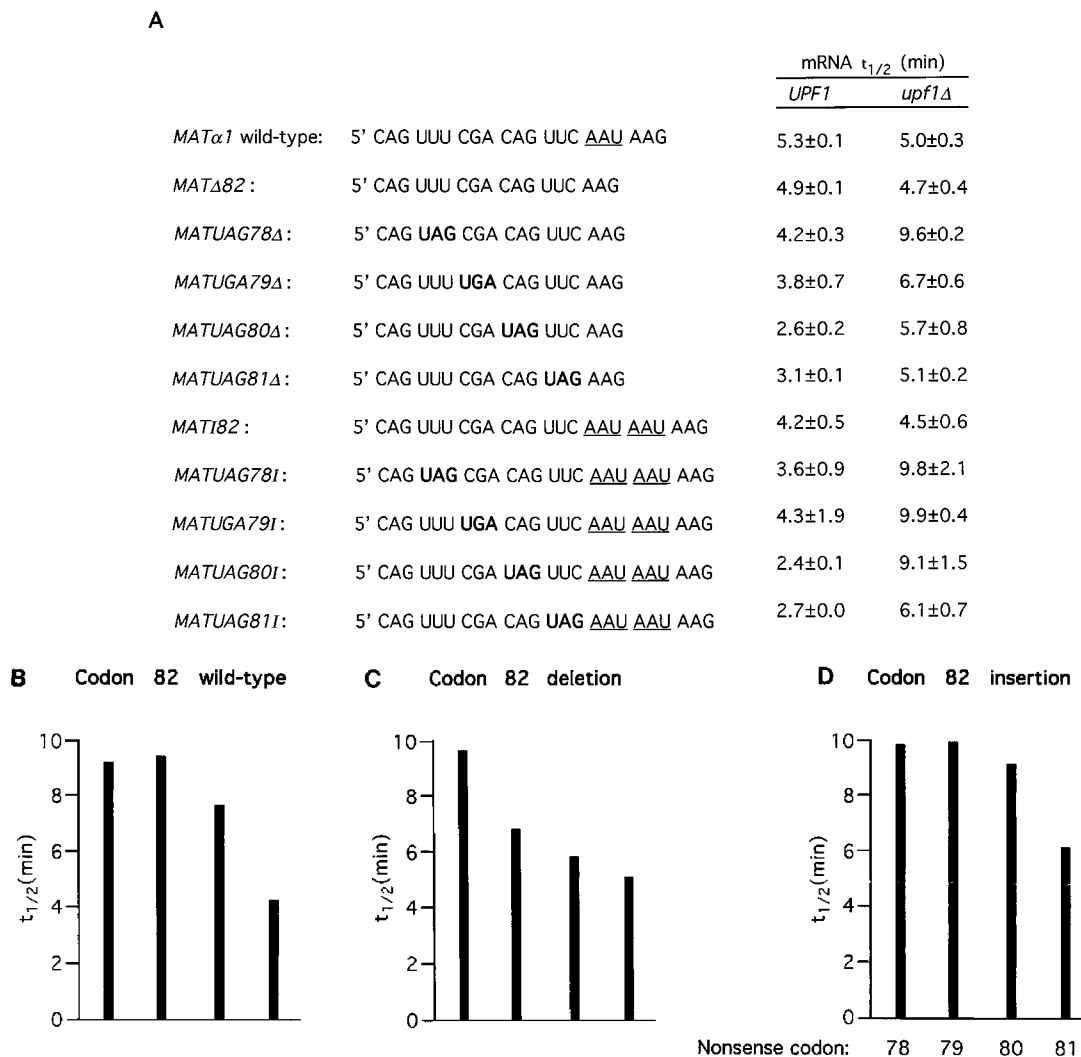 A
mRNA t1/2 (min)
UPF1 upf1Δ
MATα1 wild-type: 5' CAG UUU CGA CAG UUC AAU AAG 5.3±0.1 5.0±0.3
MATΔ82: 5' CAG UUU CGA CAG UUC AAG 4.9±0.1 4.7±0.4
MATUAG78Δ: 5' CAG UAG CGA CAG UUC AAG 4.2±0.3 9.6±0.2
MATUGA79Δ: 5' CAG UUU UGA CAG UUC AAG 3.8±0.7 6.7±0.6
MATUAG80Δ: 5' CAG UUU CGA UAG UUC AAG 2.6±0.2 5.7±0.8
MATUAG81Δ: 5' CAG UUU CGA CAG UAG AAG 3.1±0.1 5.1±0.2
MATI82: 5' CAG UUU CGA CAG UUC AAU AAU AAG 4.2±0.5 4.5±0.6
MATUAG78I: 5' CAG UAG CGA CAG UUC AAU AAU AAG 3.6±0.9 9.8±2.1
MATUGA79I: 5' CAG UUU UGA CAG UUC AAU AAU AAG 4.3±1.9 9.9±0.4
MATUAG80I: 5' CAG UUU CGA UAG UUC AAU AAU AAG 2.4±0.1 9.1±1.5
MATUAG81I: 5' CAG UUU CGA CAG UAG AAU AAU AAG 2.7±0.0 6.1±0.7
B Codon 82 wild-type
10
8
6
4
2
0
t1/2(min)
C Codon 82 deletion
10
8
6
4
2
0
t1/2(min)
D Codon 82 insertion
10
8
6
4
2
0
t1/2(min)
Nonsense codon: 78 79 80 81